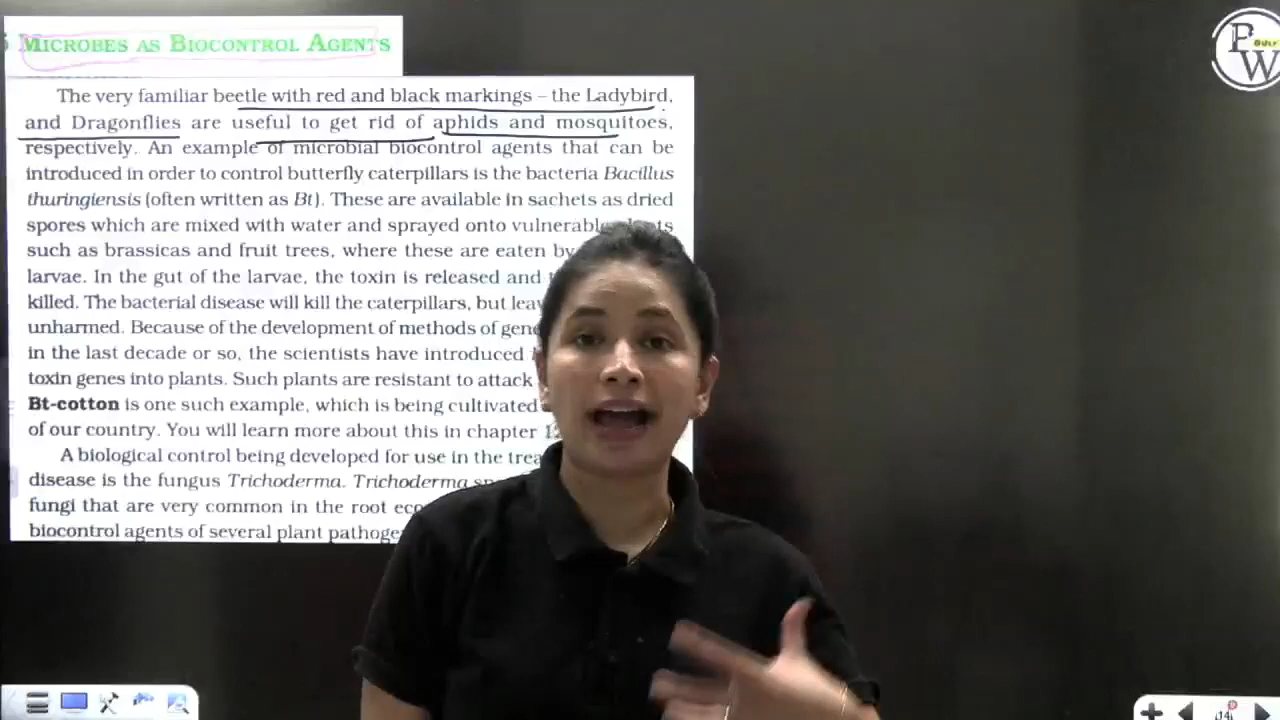 MICROBES AS BIOCONTROL AGENTS
P
W
The very familiar beetle with red and black markings – the Ladybird,
and Dragonflies are useful to get rid of aphids and mosquitoes,
respectively. An example of microbial biocontrol agents that can be
introduced in order to control butterfly caterpillars is the bacteria Bacillus
thuringiensis (often written as Bt). These are available in sachets as dried
spores which are mixed with water and sprayed onto vulnerable
such as brassicas and fruit trees, where these are eaten by
larvae. In the gut of the larvae, the toxin is released and
killed. The bacterial disease will kill the caterpillars, but
unharmed. Because of the development of methods of
in the last decade or so, the scientists have introduced
toxin genes into plants. Such plants are resistant to attack
Bt-cotton is one such example, which is being cultivated
of our country. You will learn more about this in chapter
A biological control being developed for use in the
disease is the fungus Trichoderma. Trichoderma
fungi that are very common in the root
biocontrol agents of several plant